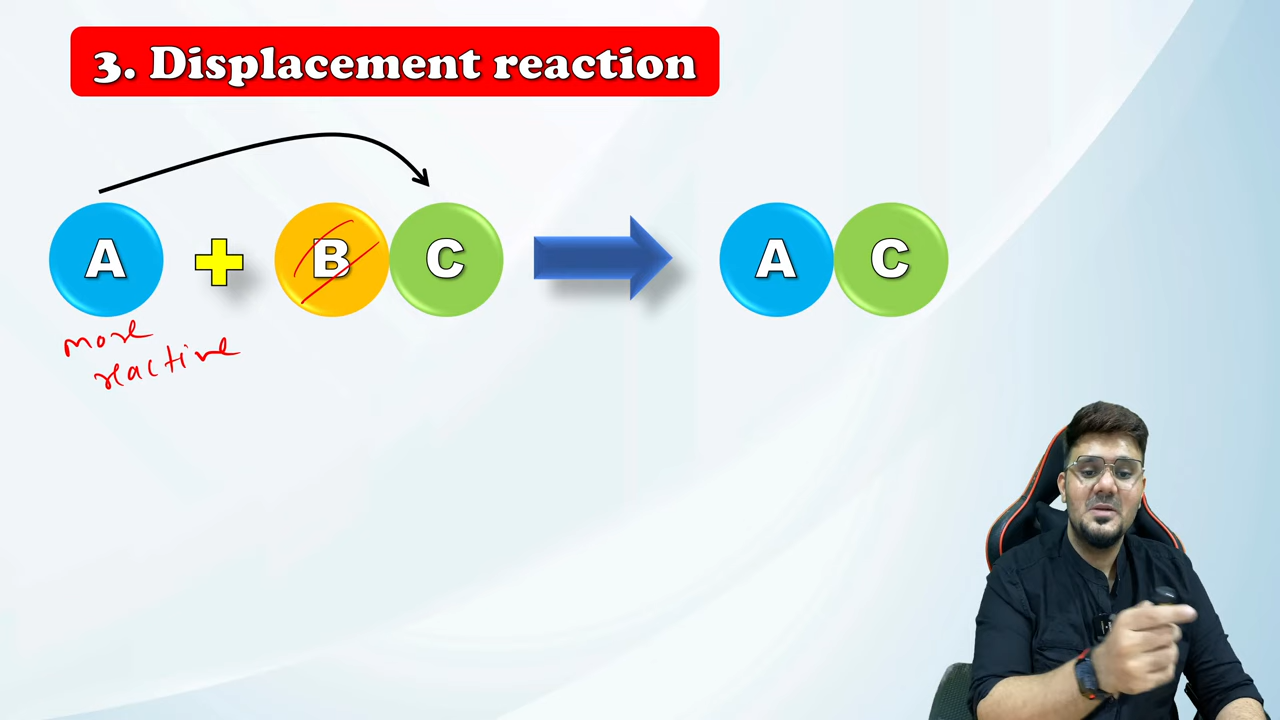 3. Displacement reaction
A + B C A C
more
reactive